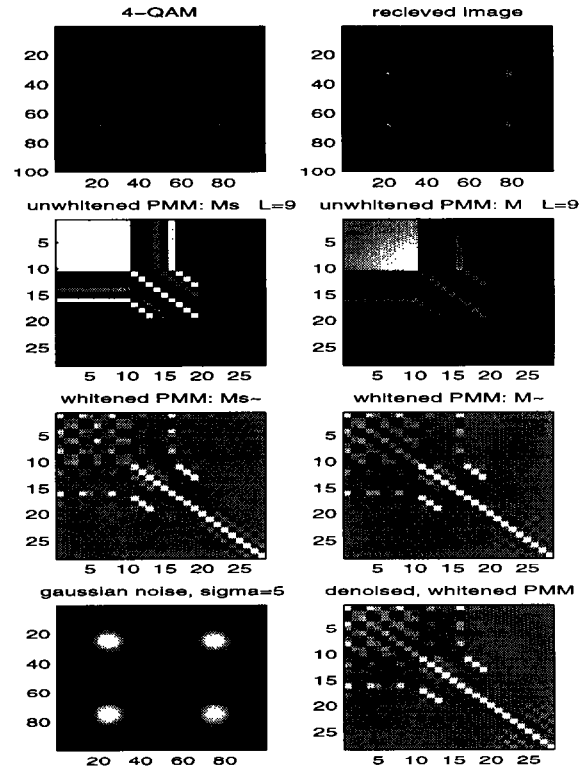 4-QAM
recieved image
20
40
60
80
100
20 40 60 80
20
40
60
80
100
20 40 60 80
unwhitened PMM: Ms L=9
unwhitened PMM: M L=9
5
10
15
20
25
5 10 15 20 25
5
10
15
20
25
5 10 15 20 25
whitened PMM: Ms~
whitened PMM: M~
5
10
15
20
25
5 10 15 20 25
5
10
15
20
25
5 10 15 20 25
gaussian noise, sigma=5
denoised, whitened PMM
20
40
60
80
20 40 60 80
5
10
15
20
25
5 10 15 20 25